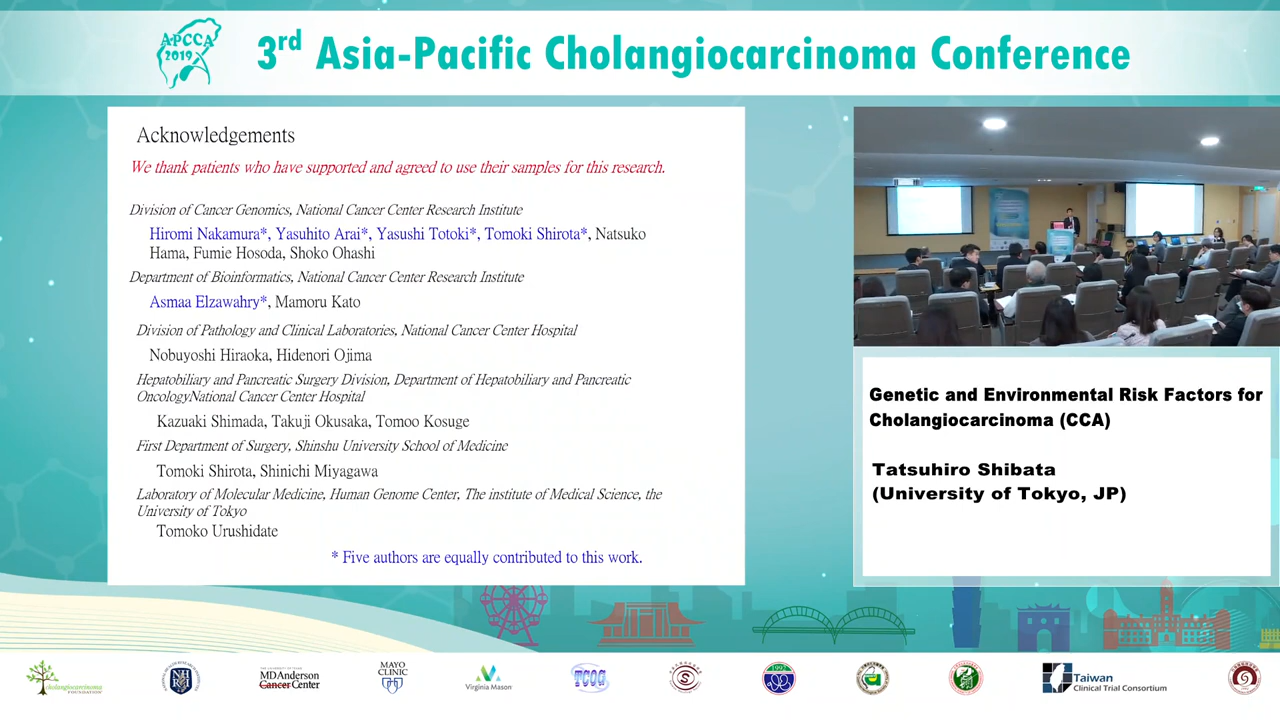 APCCA
2019
3rd Asia-Pacific Cholangiocarcinoma Conference
Acknowledgements
We thank patients who have supported and agreed to use their samples for this research.
Division of Cancer Genomics, National Cancer Center Research Institute
Hiromi Nakamura*, Yasuhito Arai*, Yasushi Totoki*, Tomoki Shirota*, Natsuko
Hama, Fumie Hosoda, Shoko Ohashi
Department of Bioinformatics, National Cancer Center Research Institute
Asmaa Elzawahry*, Mamoru Kato
Division of Pathology and Clinical Laboratories, National Cancer Center Hospital
Nobuyoshi Hiraoka, Hidenori Ojima
Hepatobiliary and Pancreatic Surgery Division, Department of Hepatobiliary and Pancreatic
OncologyNational Cancer Center Hospital
Kazuaki Shimada, Takuji Okusaka, Tomoo Kosuge
First Department of Surgery, Shinshu University School of Medicine
Tomoki Shirota, Shinichi Miyagawa
Laboratory of Molecular Medicine, Human Genome Center, The institute of Medical Science, the
University of Tokyo
Tomoko Urushidate
* Five authors are equally contributed to this work.
Genetic and Environmental Risk Factors for
Cholangiocarcinoma (CCA)
Tatsuhiro Shibata
(University of Tokyo, JP)
cholangiocarcinoma
FOUNDATION
MDAnderson
Cancer Center
MAYO
CLINIC
Virginia Mason
TCOG
1992
Taiwan
Clinical Trial Consortium